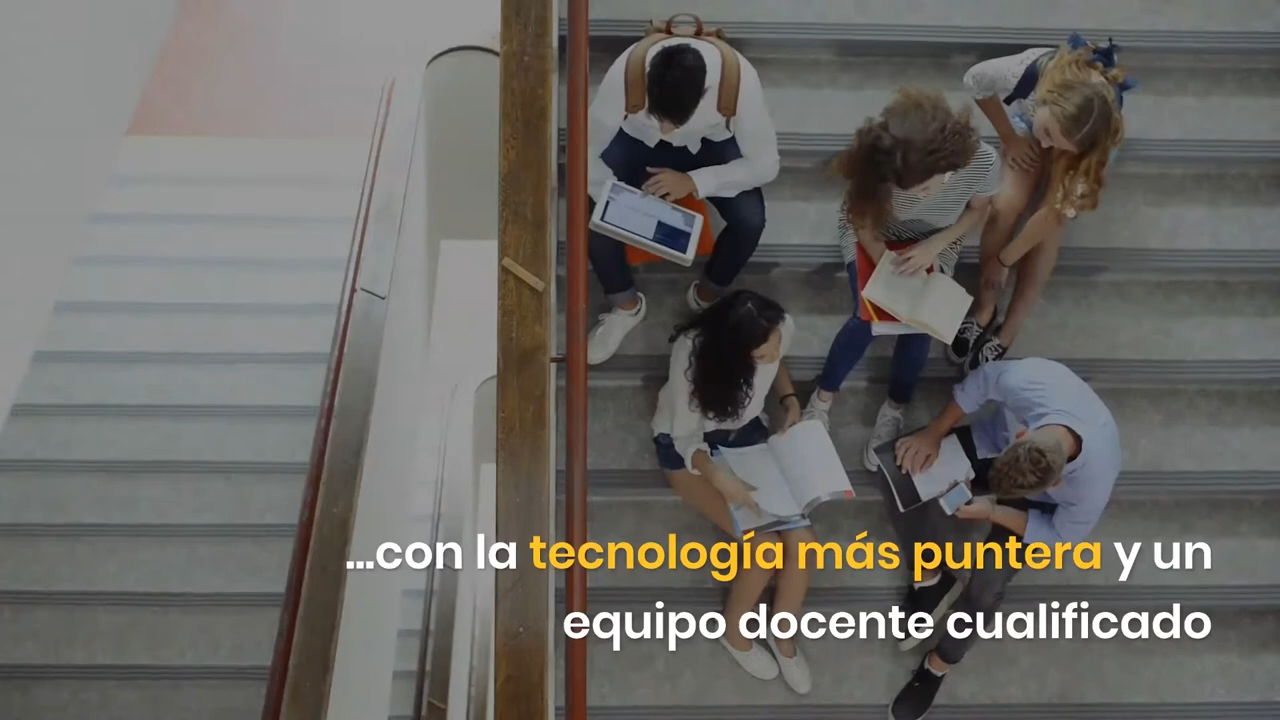 ...con la tecnología más puntera y un
equipo docente cualificado